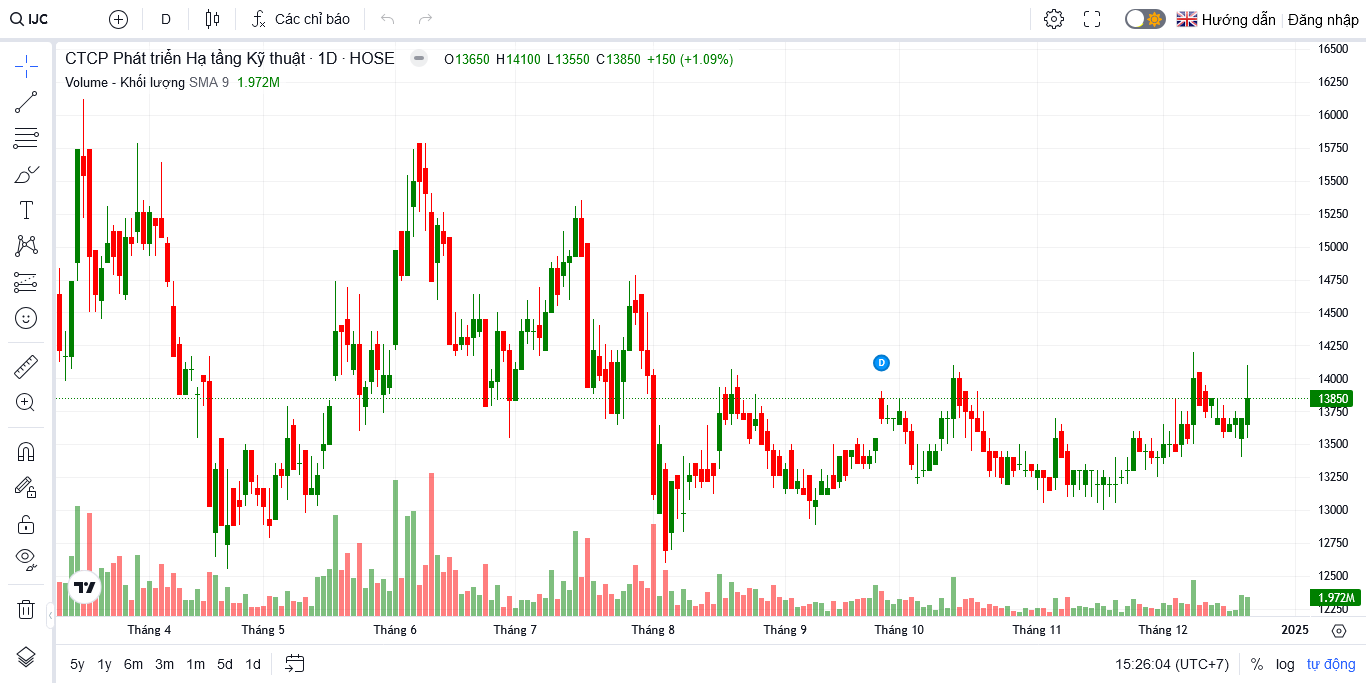 IJC
D
Các chỉ báo
Hướng dẫn
Đăng nhập
CTCP Phát triển Hạ tầng Kỹ thuật · 1D · HOSE
O13650 H14100 L13550 C13850 +150 (+1.09%)
Volume - Khối lượng SMA 9 1.972M
16500
16250
16000
15750
15500
15250
15000
14750
14500
14250
14000
13850
13750
13500
13250
13000
12750
12500
1.972M
12250
D
Tháng 4 Tháng 5 Tháng 6 Tháng 7 Tháng 8 Tháng 9 Tháng 10 Tháng 11 Tháng 12 2025
5y 1y 6m 3m 1m 5d 1d
15:26:04 (UTC+7) % log tự động